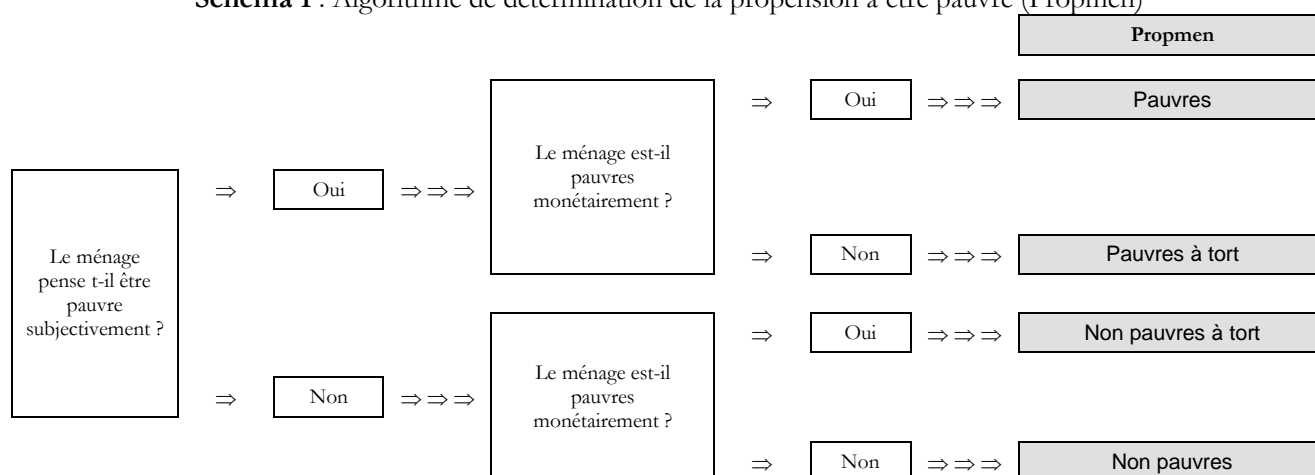 Schéma 1 : Algorithme de détermination de la propension à être pauvre (Propmen)
Propmen
Le ménage
pense t-il être
pauvre
subjectivement ?
⇒ Oui ⇒⇒⇒
Le ménage est-il
pauvres
monétairement ?
⇒ Oui ⇒⇒⇒ Pauvres
⇒ Non ⇒⇒⇒ Pauvres à tort
⇒ Non ⇒⇒⇒
Le ménage est-il
pauvres
monétairement ?
⇒ Oui ⇒⇒⇒ Non pauvres à tort
⇒ Non ⇒⇒⇒ Non pauvres